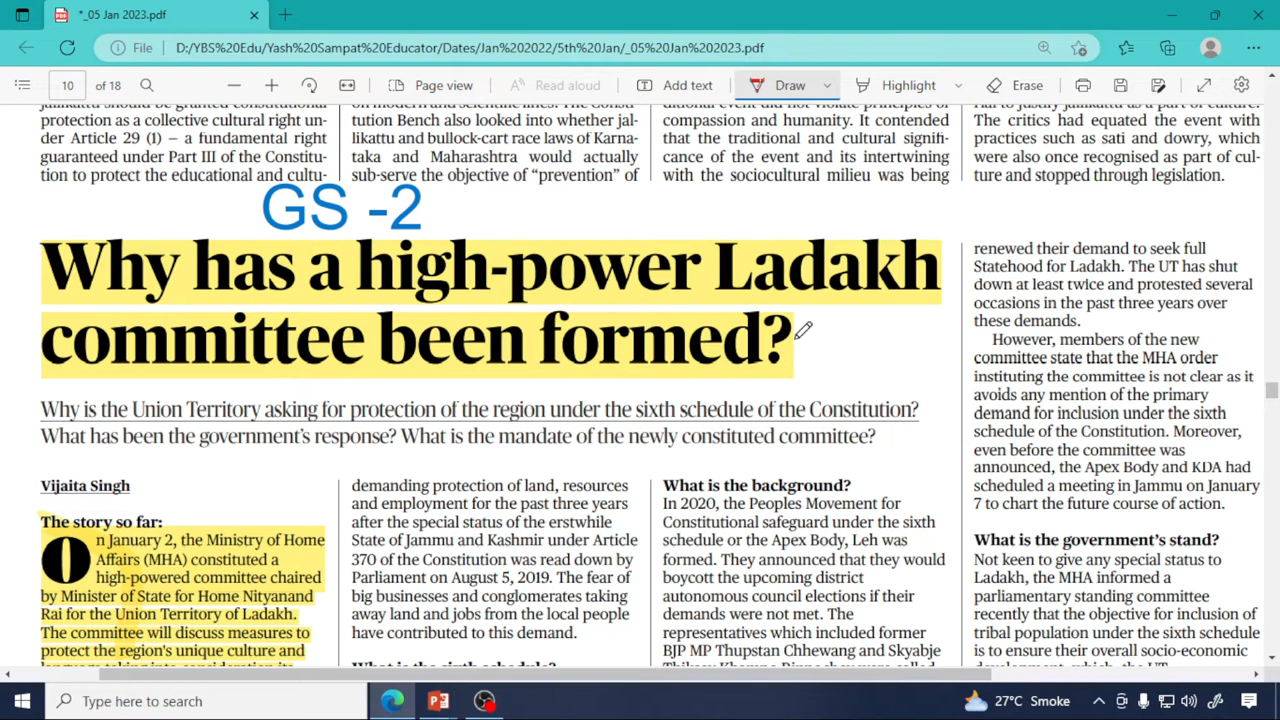 *_05 Jan 2023.pdf
File
D:/YBS%20Edu/Yash%20Sampat%20Educator/Dates/Jan%202022/5th%20Jan/_05%20Jan%202023.pdf
10 of 18
Page view
Read aloud
Add text
Draw
Highlight
Erase
protection as a collective cultural right un-
der Article 29 (1) – a fundamental right
guaranteed under Part III of the Constitu-
tion to protect the educational and cultu-
on modern and scientific lines. The Consti-
tution Bench also looked into whether jal-
likattu and bullock-cart race laws of Karna-
taka and Maharashtra would actually
sub-serve the objective of “prevention” of
compassion and humanity. It contended
that the traditional and cultural signifi-
cance of the event and its intertwining
with the sociocultural milieu was being
The critics had equated the event with
practices such as sati and dowry, which
were also once recognised as part of cul-
ture and stopped through legislation.
GS -2
Why has a high-power Ladakh
committee been formed?
Why is the Union Territory asking for protection of the region under the sixth schedule of the Constitution?
What has been the government’s response? What is the mandate of the newly constituted committee?
Vijaita Singh
The story so far:
On January 2, the Ministry of Home
Affairs (MHA) constituted a
high-powered committee chaired
by Minister of State for Home Nityanand
Rai for the Union Territory of Ladakh.
The committee will discuss measures to
protect the region's unique culture and
demanding protection of land, resources
and employment for the past three years
after the special status of the erstwhile
State of Jammu and Kashmir under Article
370 of the Constitution was read down by
Parliament on August 5, 2019. The fear of
big businesses and conglomerates taking
away land and jobs from the local people
have contributed to this demand.
What is the sixth schedule?
What is the background?
In 2020, the Peoples Movement for
Constitutional safeguard under the sixth
schedule or the Apex Body, Leh was
formed. They announced that they would
boycott the upcoming district
autonomous council elections if their
demands were not met. The
representatives which included former
BJP MP Thupstan Chhewang and Skyabje
renewed their demand to seek full
Statehood for Ladakh. The UT has shut
down at least twice and protested several
occasions in the past three years over
these demands.
However, members of the new
committee state that the MHA order
instituting the committee is not clear as it
avoids any mention of the primary
demand for inclusion under the sixth
schedule of the Constitution. Moreover,
even before the committee was
announced, the Apex Body and KDA had
scheduled a meeting in Jammu on January
7 to chart the future course of action.
What is the government’s stand?
Not keen to give any special status to
Ladakh, the MHA informed a
parliamentary standing committee
recently that the objective for inclusion of
tribal population under the sixth schedule
is to ensure their overall socio-economic
Type here to search
27°C Smoke